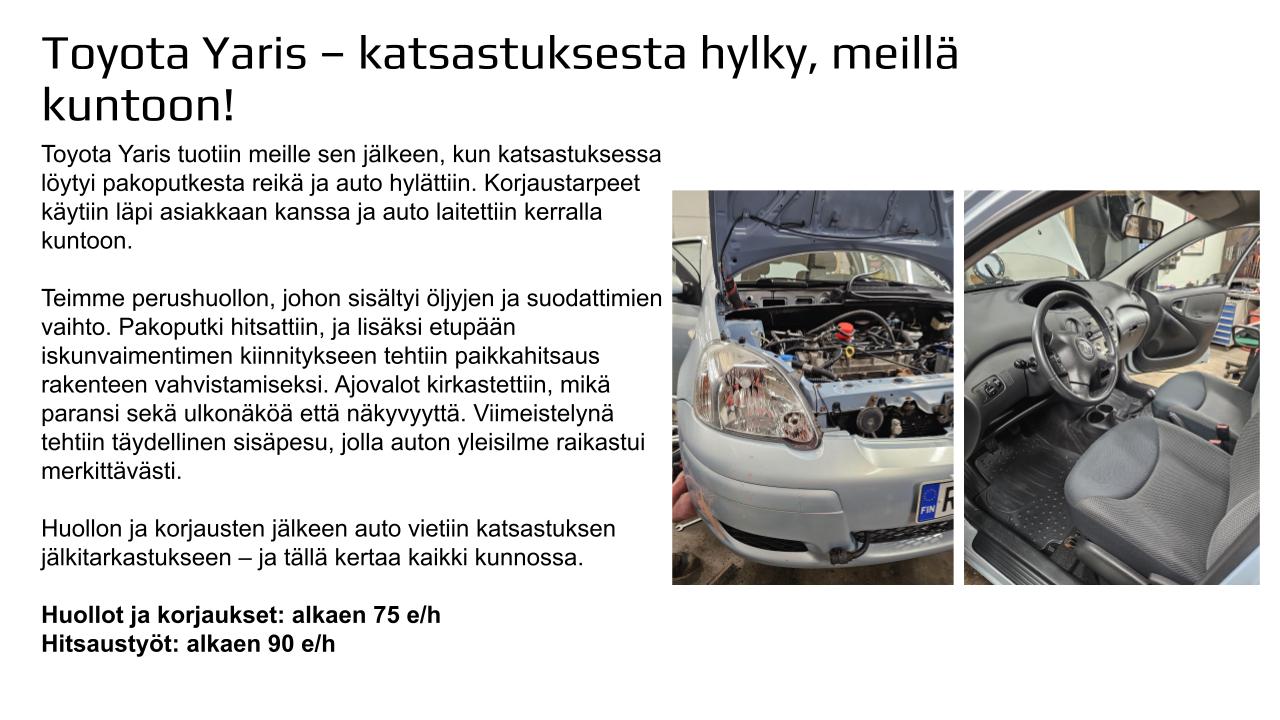 Toyota Yaris – katsastuksesta hylky, meillä
kuntoon!
Toyota Yaris tuotiin meille sen jälkeen, kun katsastuksessa
löytyi pakoputkesta reikä ja auto hylättiin. Korjaustarpeet
käytiin läpi asiakkaan kanssa ja auto laitettiin kerralla
kuntoon.
Teimme perushuollon, johon sisältyi öljyjen ja suodattimien
vaihto. Pakoputki hitsattiin, ja lisäksi etupään
iskunvaimentimen kiinnitykseen tehtiin paikkahitsaus
rakenteen vahvistamiseksi. Ajovalot kirkastettiin, mikä
paransi sekä ulkonäköä että näkyvyyttä. Viimeistelynä
tehtiin täydellinen sisäpesu, jolla auton yleisilme raikastui
merkittävästi.
Huollon ja korjausten jälkeen auto vietiin katsastuksen
jälkitarkastukseen – ja tällä kertaa kaikki kunnossa.
Huollot ja korjaukset: alkaen 75 e/h
Hitsaustyöt: alkaen 90 e/h
FIN